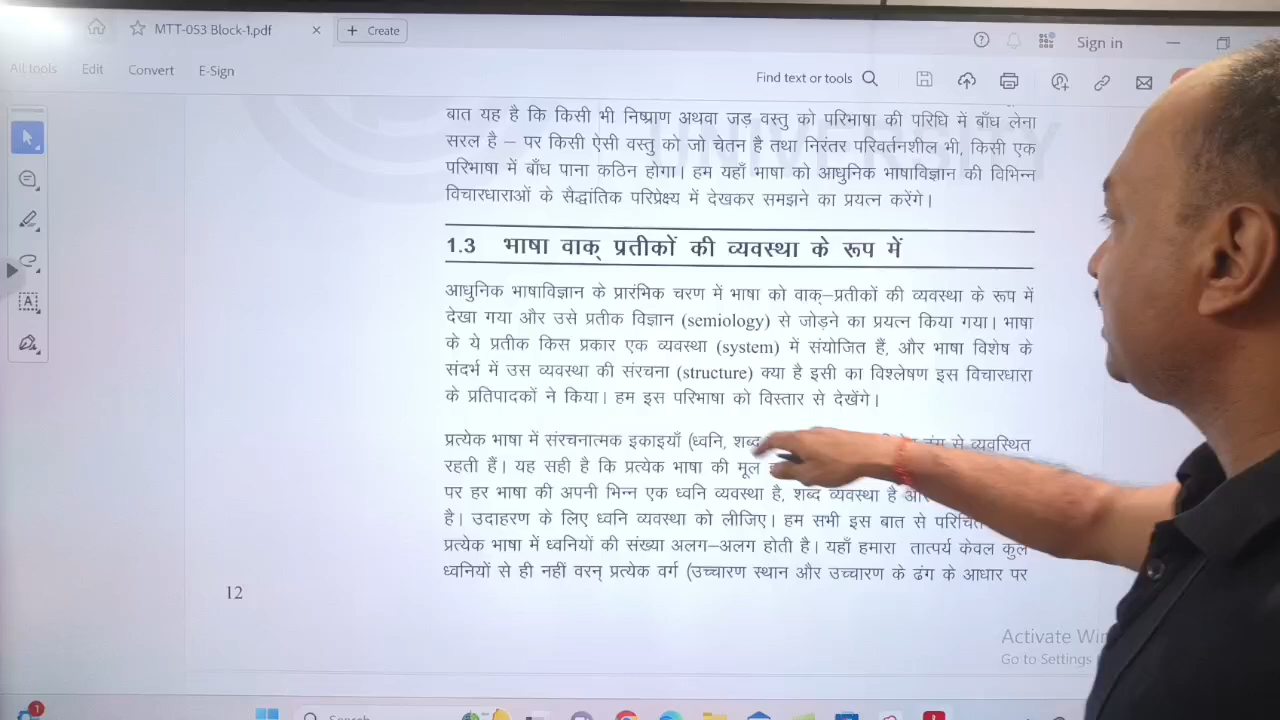 MTT-053 Block-1.pdf
+ Create
Sign in
All tools Edit Convert E-Sign
Find text or tools
UNIVERSITY
बात यह है कि किसी भी निष्प्राण अथवा जड़ वस्तु को परिभाषा की परिधि में बाँध लेना
सरल है – पर किसी ऐसी वस्तु को जो चेतन है तथा निरंतर परिवर्तनशील भी, किसी एक
परिभाषा में बाँध पाना कठिन होगा। हम यहाँ भाषा को आधुनिक भाषाविज्ञान की विभिन्न
विचारधाराओं के सैद्धांतिक परिप्रेक्ष्य में देखकर समझने का प्रयत्न करेंगे।
1.3 भाषा वाक् प्रतीकों की व्यवस्था के रूप में
आधुनिक भाषाविज्ञान के प्रारंभिक चरण में भाषा को वाक्–प्रतीकों की व्यवस्था के रूप में
देखा गया और उसे प्रतीक विज्ञान (semiology) से जोड़ने का प्रयत्न किया गया। भाषा
के ये प्रतीक किस प्रकार एक व्यवस्था (system) में संयोजित हैं, और भाषा विशेष के
संदर्भ में उस व्यवस्था की संरचना (structure) क्या है इसी का विश्लेषण इस विचारधारा
के प्रतिपादकों ने किया। हम इस परिभाषा को विस्तार से देखेंगे।
प्रत्येक भाषा में संरचनात्मक इकाइयाँ (ध्वनि, शब्द से व्यवस्थित
रहती हैं। यह सही है कि प्रत्येक भाषा की मूल
पर हर भाषा की अपनी भिन्न एक ध्वनि व्यवस्था है, शब्द व्यवस्था है
है। उदाहरण के लिए ध्वनि व्यवस्था को लीजिए। हम सभी इस बात से
प्रत्येक भाषा में ध्वनियों की संख्या अलग–अलग होती है। यहाँ हमारा तात्पर्य केवल कुल
ध्वनियों से ही नहीं वरन् प्रत्येक वर्ग (उच्चारण स्थान और उच्चारण के ढंग के आधार पर
12
Activate
Go to Settings
1
Search